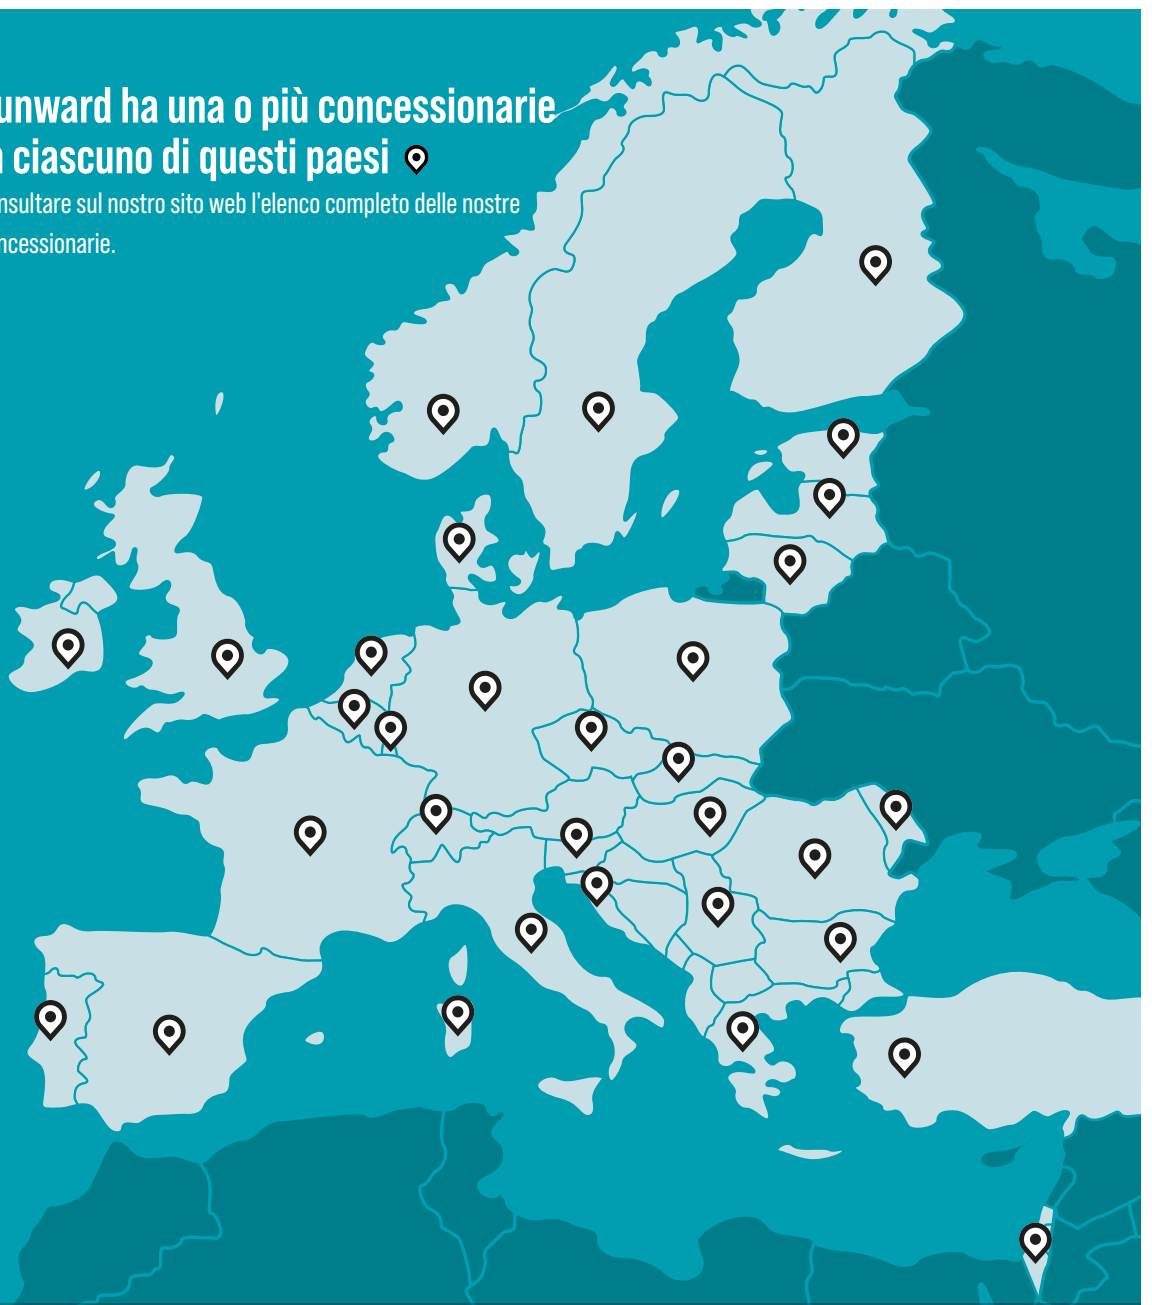 unward ha una o più concessionarie
n ciascuno di questi paesi
nsultare sul nostro sito web l'elenco completo delle nostre
ncessionarie.